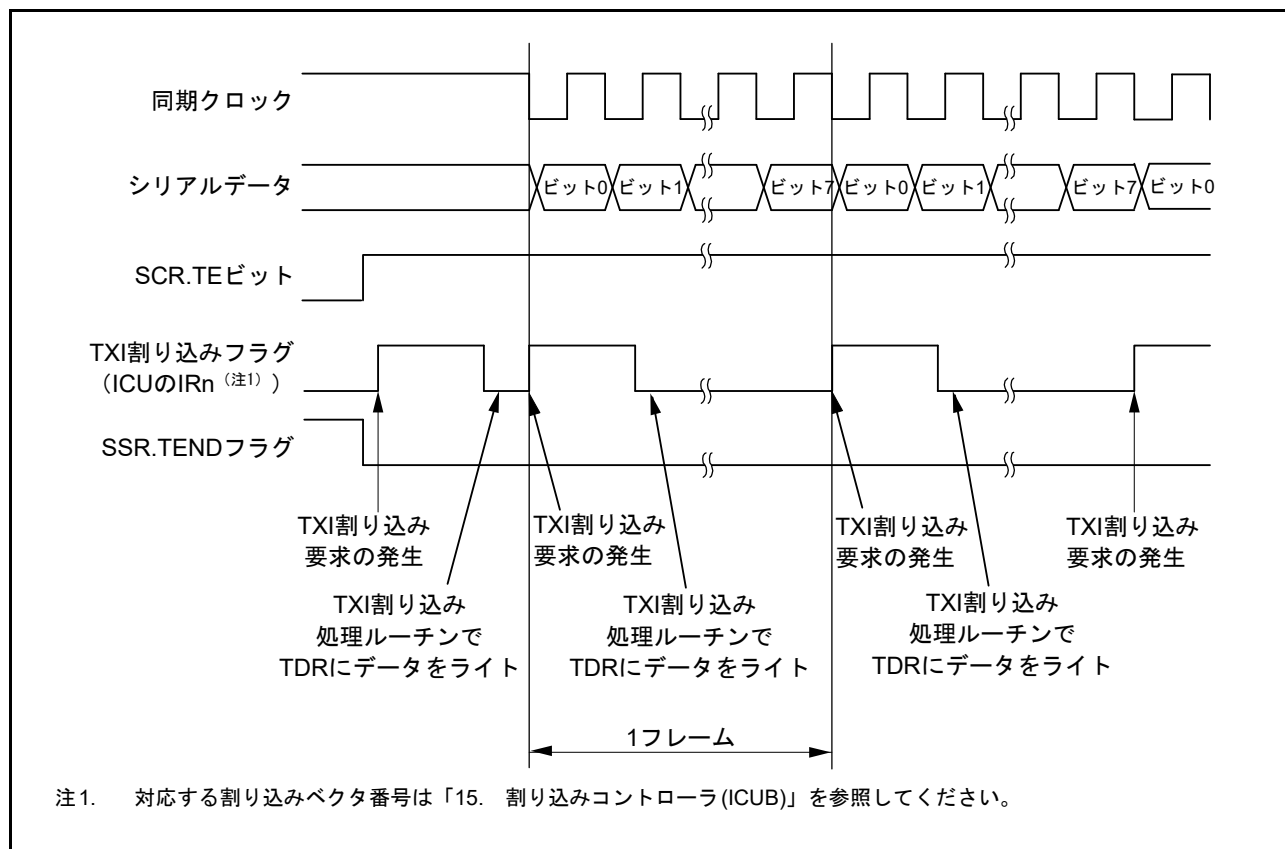 同期クロック
シリアルデータ
ビット0 ビット1 ビット7 ビット0 ビット1 ビット7 ビット0
SCR.TEビット
TXI割り込みフラグ
(ICUのIRn (注1) )
SSR.TENDフラグ
TXI割り込み
要求の発生
TXI割り込み
要求の発生
TXI割り込み
要求の発生
TXI割り込み
要求の発生
TXI割り込み
処理ルーチンで
TDRにデータをライト
TXI割り込み
処理ルーチンで
TDRにデータをライト
TXI割り込み
処理ルーチンで
TDRにデータをライト
1フレーム
注1. 対応する割り込みベクタ番号は「15. 割り込みコントローラ(ICUB)」を参照してください。